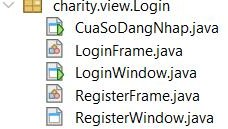 charity.view.Login
CuaSoDangNhap.java
LoginFrame.java
LoginWindow.java
RegisterFrame.java
RegisterWindow.java